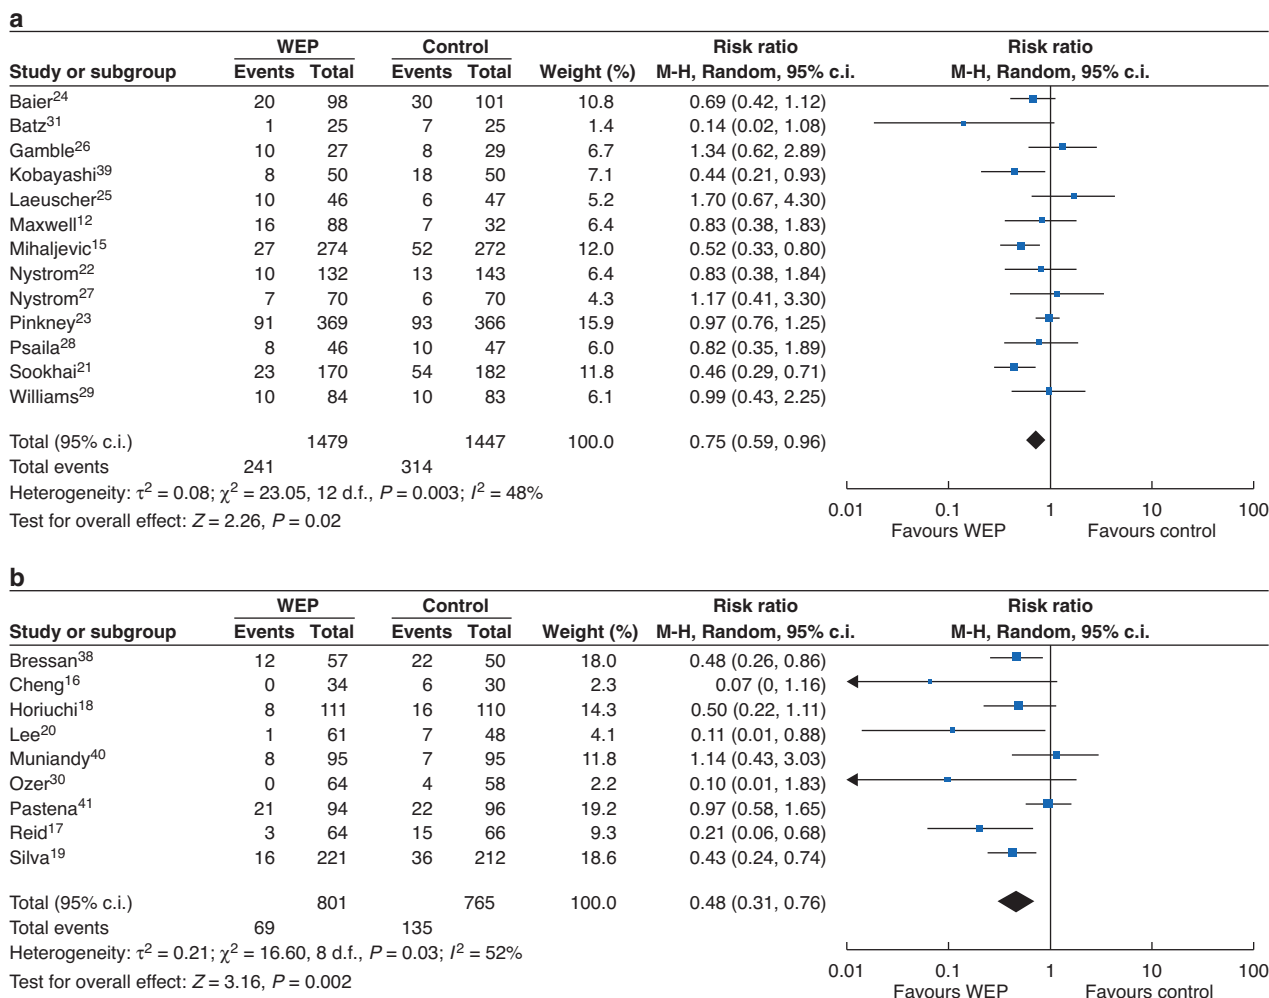 a
WEP Control Risk ratio Risk ratio
Study or subgroup Events Total Events Total Weight (%) M-H, Random, 95% c.i. M-H, Random, 95% c.i.
Baier24 20 98 30 101 10.8 0.69 (0.42, 1.12)
Batz31 1 25 7 25 1.4 0.14 (0.02, 1.08)
Gamble26 10 27 8 29 6.7 1.34 (0.62, 2.89)
Kobayashi39 8 50 18 50 7.1 0.44 (0.21, 0.93)
Laeuscher25 10 46 6 47 5.2 1.70 (0.67, 4.30)
Maxwell12 16 88 7 32 6.4 0.83 (0.38, 1.83)
Mihaljevic15 27 274 52 272 12.0 0.52 (0.33, 0.80)
Nystrom22 10 132 13 143 6.4 0.83 (0.38, 1.84)
Nystrom27 7 70 6 70 4.3 1.17 (0.41, 3.30)
Pinkney23 91 369 93 366 15.9 0.97 (0.76, 1.25)
Psaila28 8 46 10 47 6.0 0.82 (0.35, 1.89)
Sookhai21 23 170 54 182 11.8 0.46 (0.29, 0.71)
Williams29 10 84 10 83 6.1 0.99 (0.43, 2.25)
Total (95% c.i.) 1479 1447 100.0 0.75 (0.59, 0.96)
Total events 241 314
Heterogeneity: τ2 = 0.08; χ2 = 23.05, 12 d.f., P = 0.003; I2 = 48%
Test for overall effect: Z = 2.26, P = 0.02
0.01 0.1 1 10 100
Favours WEP Favours control
b
WEP Control Risk ratio Risk ratio
Study or subgroup Events Total Events Total Weight (%) M-H, Random, 95% c.i. M-H, Random, 95% c.i.
Bressan38 12 57 22 50 18.0 0.48 (0.26, 0.86)
Cheng16 0 34 6 30 2.3 0.07 (0, 1.16)
Horiuchi18 8 111 16 110 14.3 0.50 (0.22, 1.11)
Lee20 1 61 7 48 4.1 0.11 (0.01, 0.88)
Muniandy40 8 95 7 95 11.8 1.14 (0.43, 3.03)
Ozer30 0 64 4 58 2.2 0.10 (0.01, 1.83)
Pastena41 21 94 22 96 19.2 0.97 (0.58, 1.65)
Reid17 3 64 15 66 9.3 0.21 (0.06, 0.68)
Silva19 16 221 36 212 18.6 0.43 (0.24, 0.74)
Total (95% c.i.) 801 765 100.0 0.48 (0.31, 0.76)
Total events 69 135
Heterogeneity: τ2 = 0.21; χ2 = 16.60, 8 d.f., P = 0.03; I2 = 52%
Test for overall effect: Z = 3.16, P = 0.002
0.01 0.1 1 10 100
Favours WEP Favours control